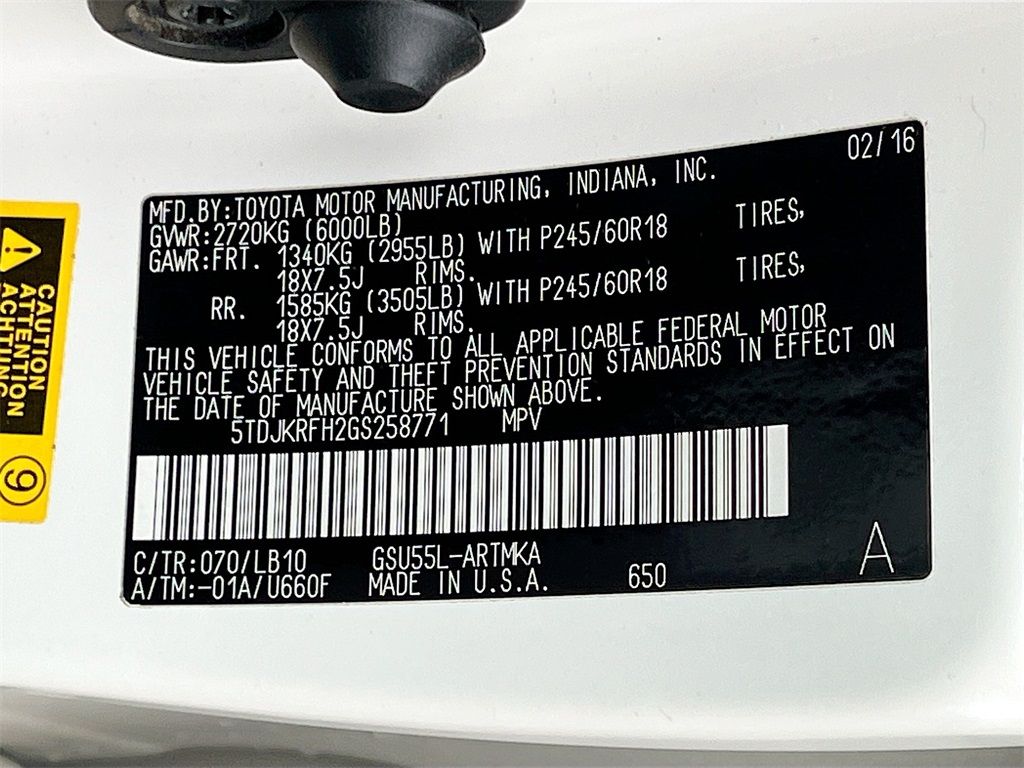 02/16
MFD.BY:TOYOTA MOTOR MANUFACTURING, INDIANA, INC.
GVWR:2720KG (6000LB)
GAWR:FRT. 1340KG (2955LB) WITH P245/60R18 TIRES,
18X7.5J RIMS.
RR. 1585KG (3505LB) WITH P245/60R18 TIRES,
18X7.5J RIMS.
THIS VEHICLE CONFORMS TO ALL APPLICABLE FEDERAL MOTOR
VEHICLE SAFETY AND THEFT PREVENTION STANDARDS IN EFFECT ON
THE DATE OF MANUFACTURE SHOWN ABOVE.
5TDJKRFH2GS258771 MPV
C/TR:070/LB10 GSU55L-ARTMKA
A/TM:-01A/U660F MADE IN U.S.A. 650
A
CAUTION
ATTENTION
ACHTUNG
9